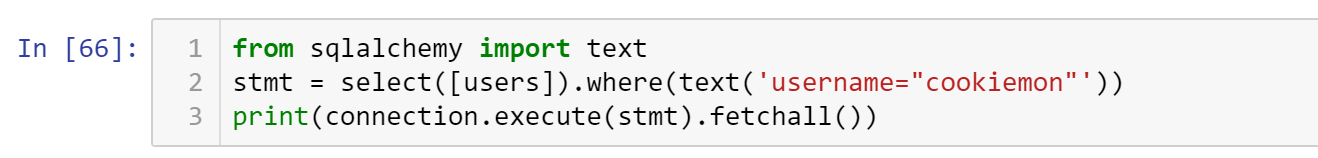 In [66]: 1 from sqlalchemy import text
2 stmt = select([users]).where(text('username="cookiemon"'))
3 print(connection.execute(stmt).fetchall())